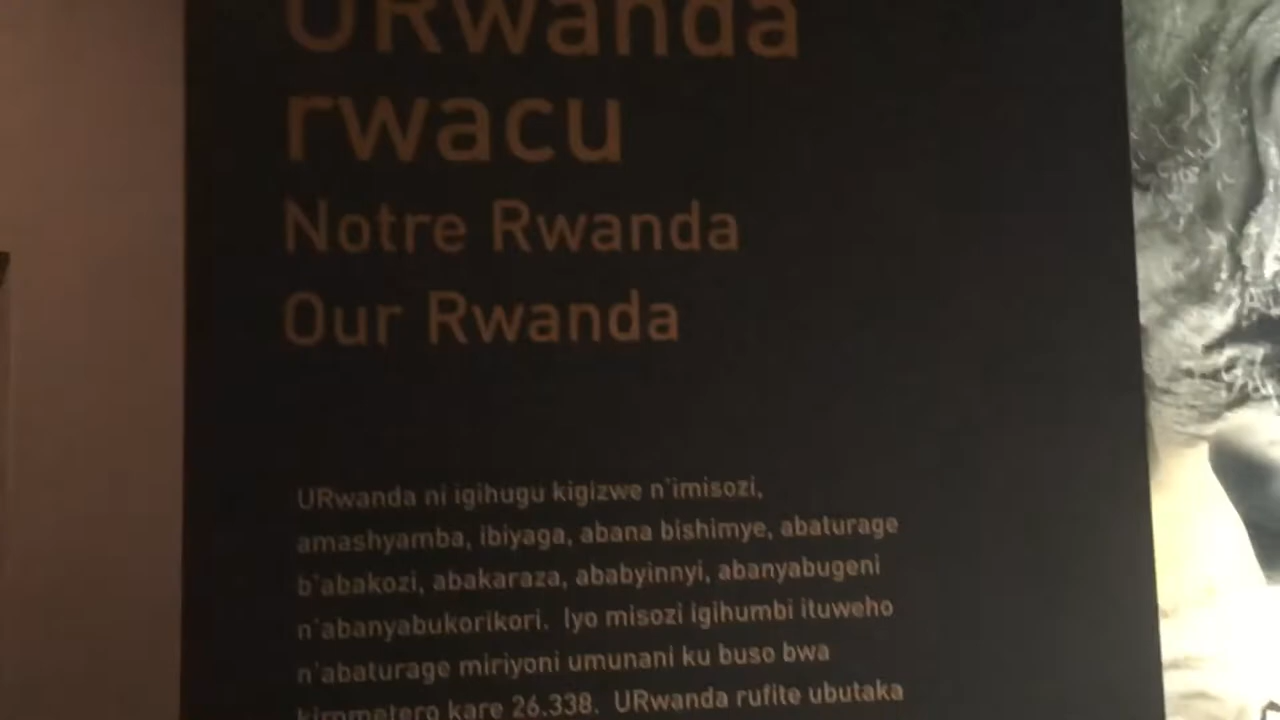 URwanda
rwacu
Notre Rwanda
Our Rwanda
URwanda ni igihugu kigizwe n'imisozi,
amashyamba, ibiyaga, abana bishimye, abaturage
b'abakozi, abakaraza, ababyinnyi, abanyabugeni
n'abanyabukorikori. Iyo misozi igihumbi ituweho
n'abaturage miriyoni umunani ku buso bwa
kirometero kare 26.338. URwanda rufite ubutaka